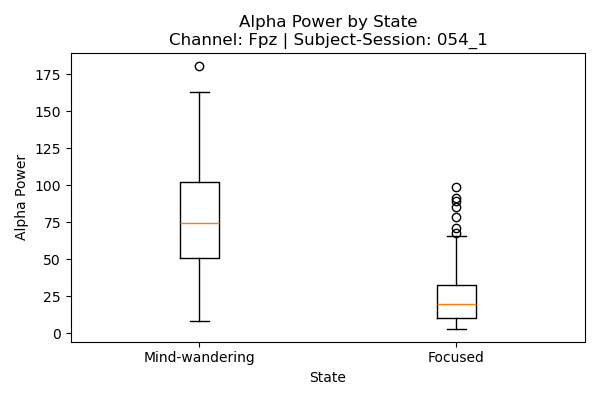 Alpha Power by State
Channel: Fpz | Subject-Session: 054_1
175
150
125
100
75
50
25
0
Alpha Power
Mind-wandering
Focused
State